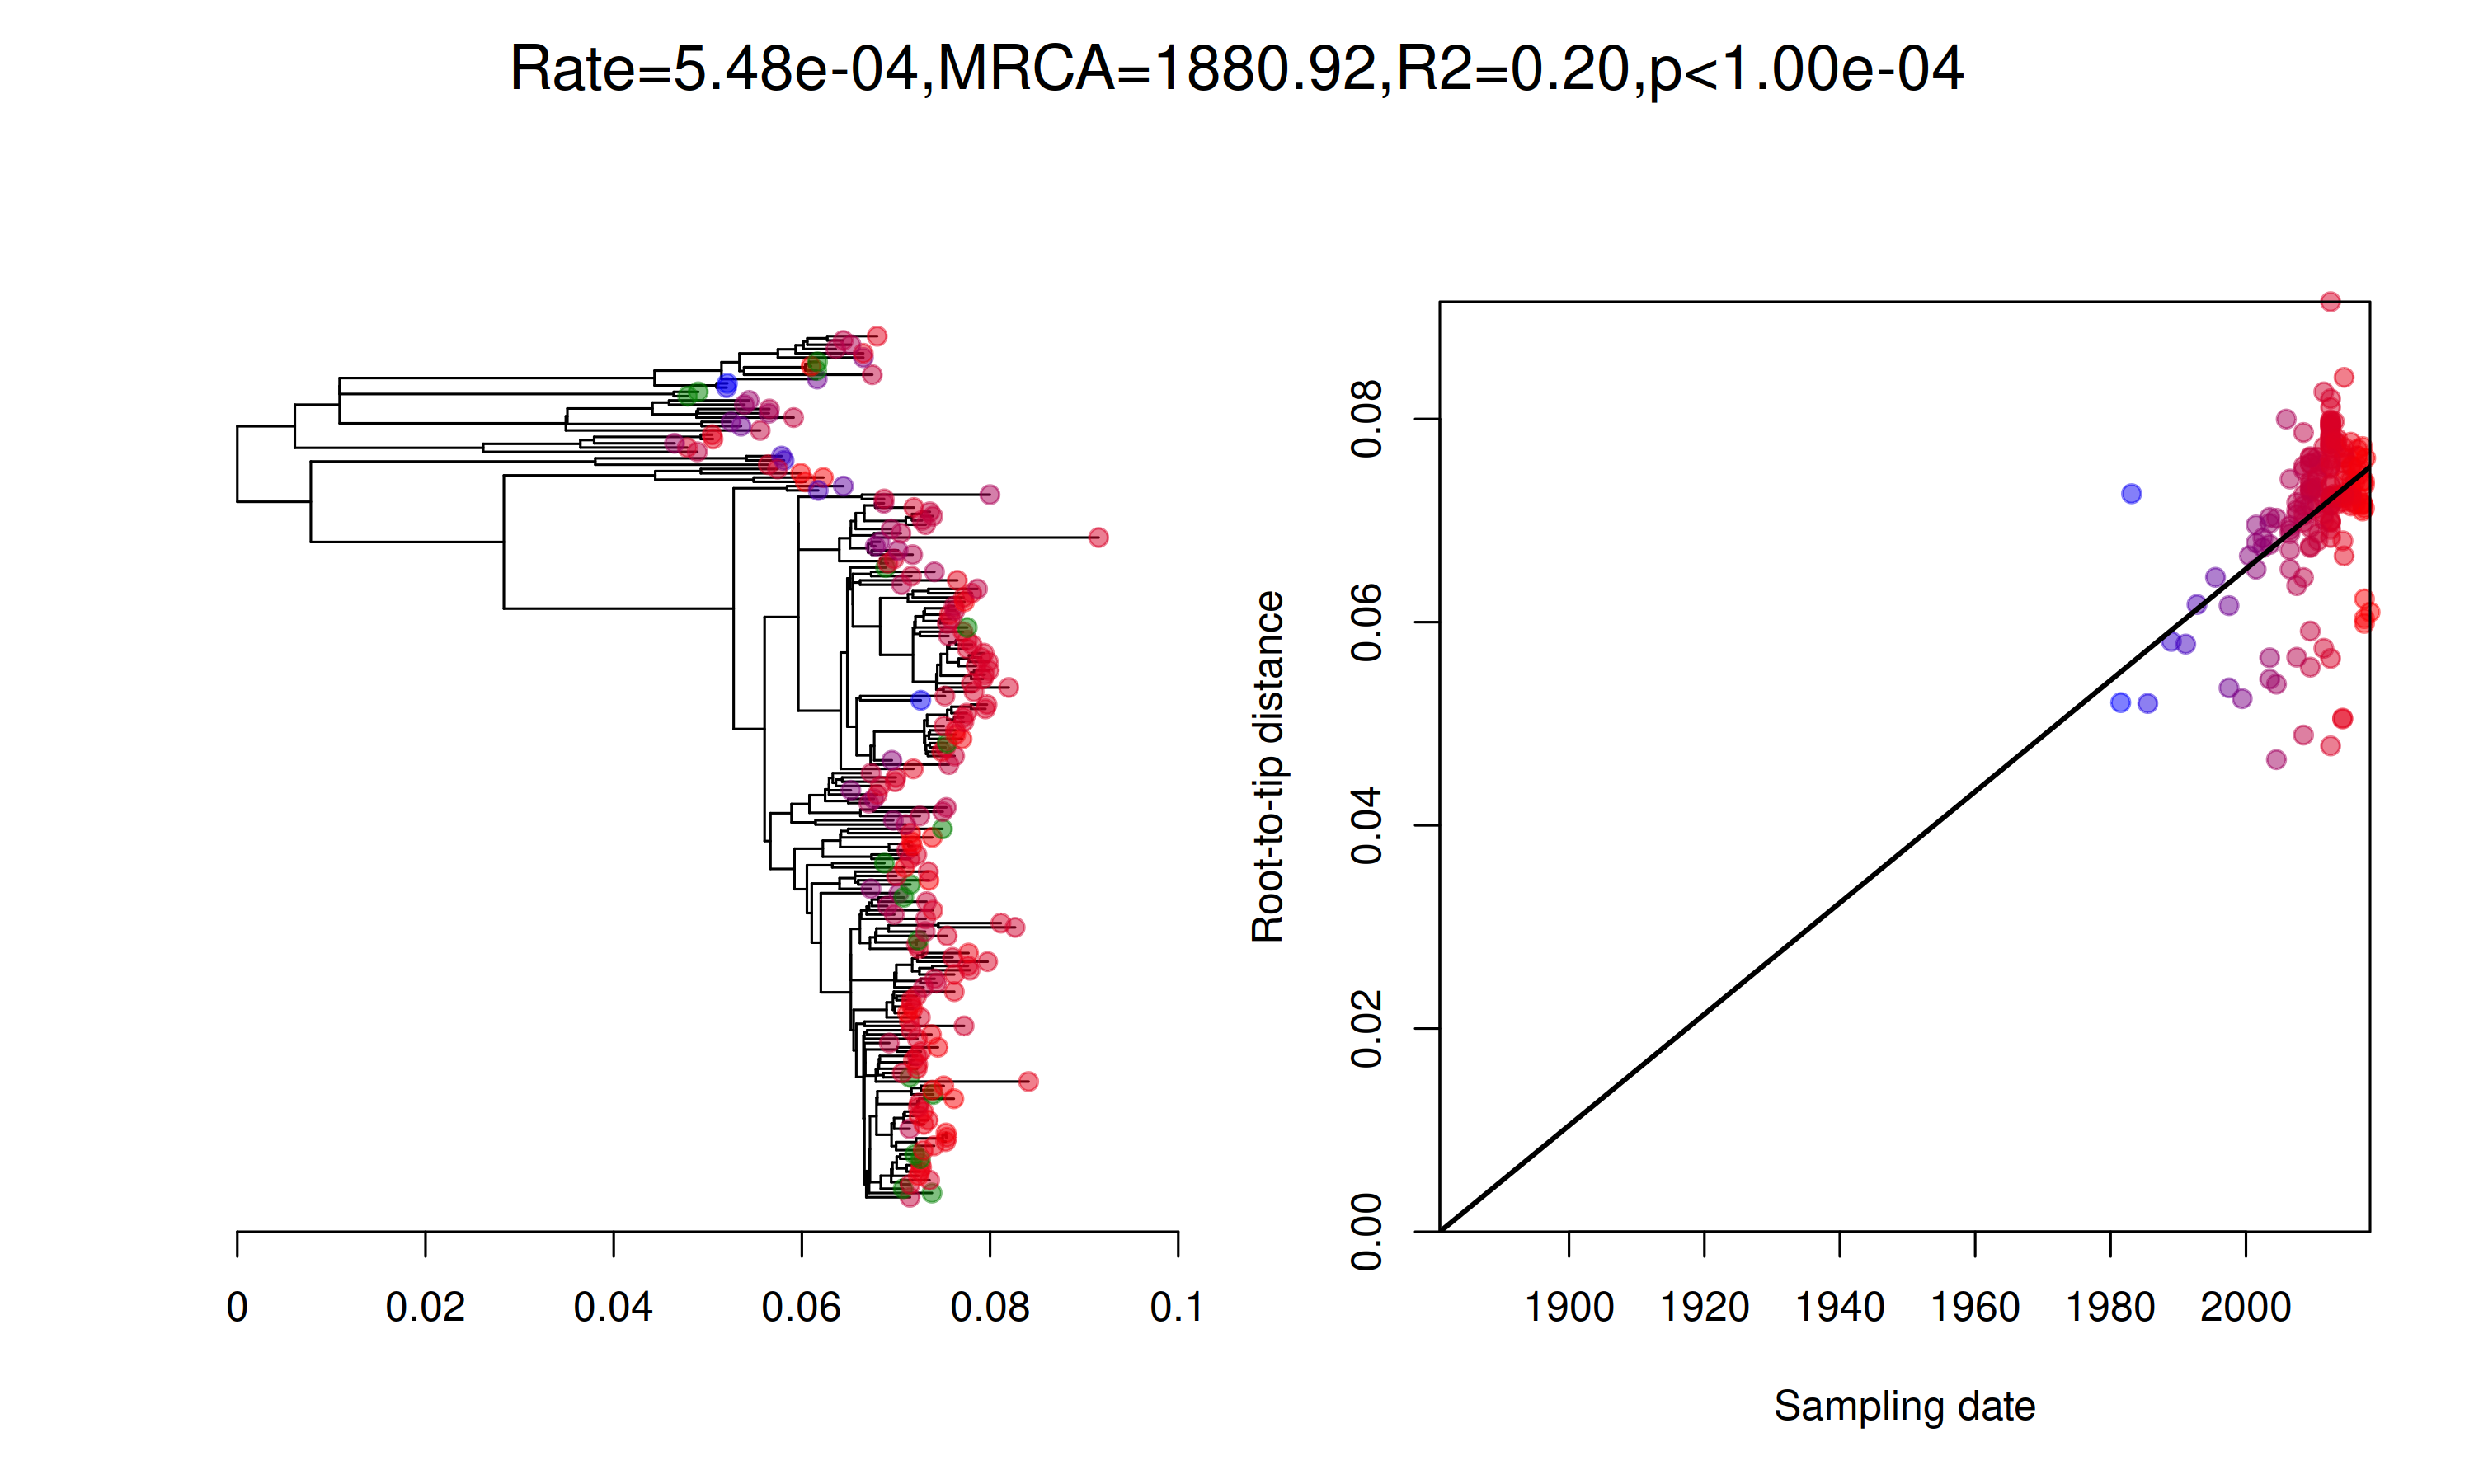 Rate=5.48e-04,MRCA=1880.92,R2=0.20,p<1.00e-04
0 0.02 0.04 0.06 0.08 0.1
Root-to-tip distance
0.00 0.02 0.04 0.06 0.08
1900 1920 1940 1960 1980 2000
Sampling date